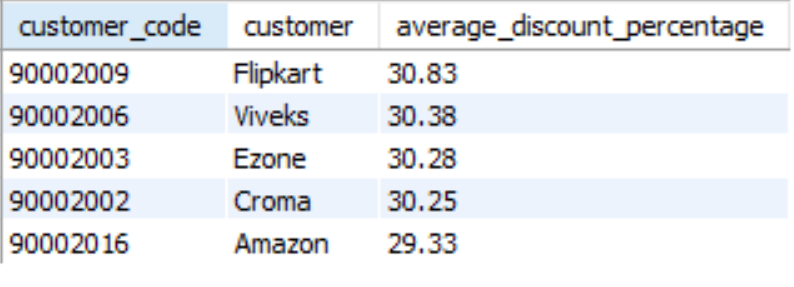 customer_code customer average_discount_percentage
90002009 Flipkart 30.83
90002006 Viveks 30.38
90002003 Ezone 30.28
90002002 Croma 30.25
90002016 Amazon 29.33